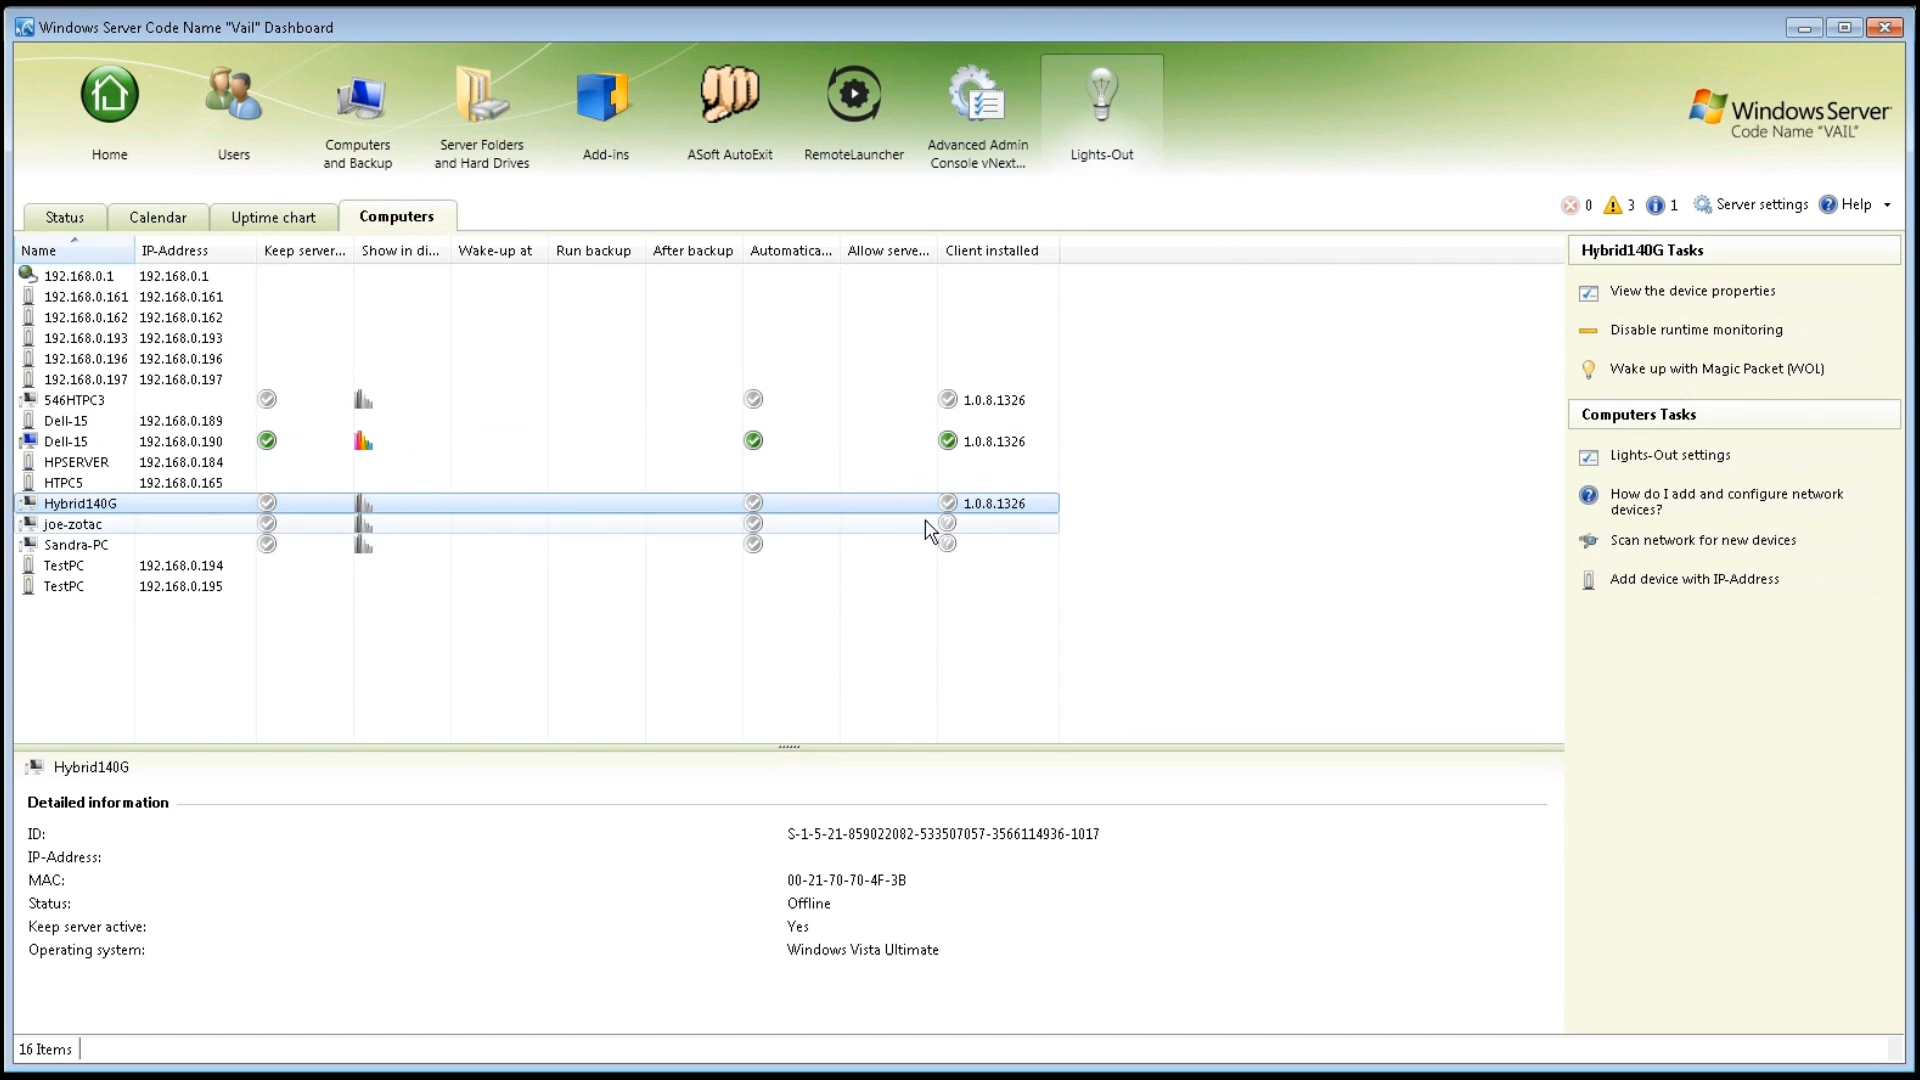 Windows Server Code Name "Vail" Dashboard
Home
Users
Computers
and Backup
Server Folders
and Hard Drives
Add-ins
ASoft AutoExit
RemoteLauncher
Advanced Admin
Console vNext...
Lights-Out
Windows Server
Code Name "VAIL"
Status Calendar Uptime chart Computers
0 3 1 Server settings Help
Name IP-Address Keep server... Show in di... Wake-up at Run backup After backup Automatica... Allow serve... Client installed
192.168.0.1 192.168.0.1
192.168.0.161 192.168.0.161
192.168.0.162 192.168.0.162
192.168.0.193 192.168.0.193
192.168.0.196 192.168.0.196
192.168.0.197 192.168.0.197
546HTPC3 1.0.8.1326
Dell-15 192.168.0.189
Dell-15 192.168.0.190 1.0.8.1326
HPSERVER 192.168.0.184
HTPC5 192.168.0.165
Hybrid140G 1.0.8.1326
joe-zotac
Sandra-PC
TestPC 192.168.0.194
TestPC 192.168.0.195
Hybrid140G Tasks
View the device properties
Disable runtime monitoring
Wake up with Magic Packet (WOL)
Computers Tasks
Lights-Out settings
How do I add and configure network
devices?
Scan network for new devices
Add device with IP-Address
Hybrid140G
Detailed information
ID: S-1-5-21-859022082-533507057-3566114936-1017
IP-Address:
MAC: 00-21-70-70-4F-3B
Status: Offline
Keep server active: Yes
Operating system: Windows Vista Ultimate
16 Items